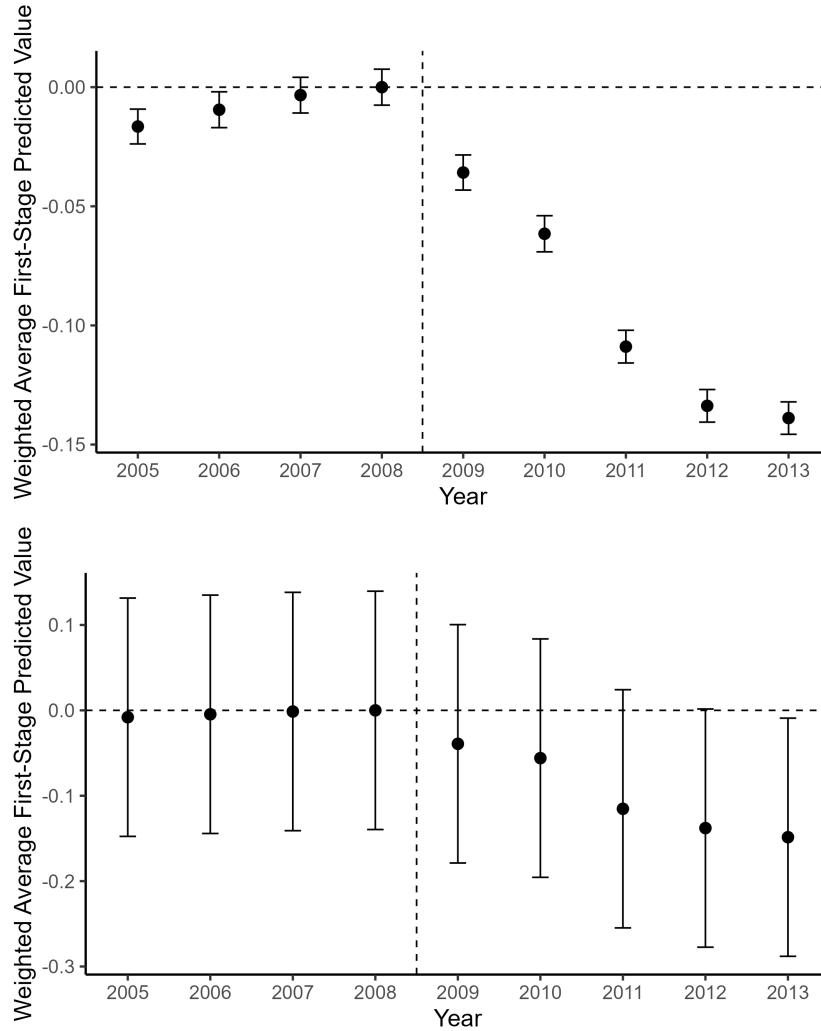 Weighted Average First-Stage Predicted Value
0.00
-0.05
-0.10
-0.15
2005 2006 2007 2008 2009 2010 2011 2012 2013
Year
Weighted Average First-Stage Predicted Value
0.1
0.0
-0.1
-0.2
-0.3
2005 2006 2007 2008 2009 2010 2011 2012 2013
Year